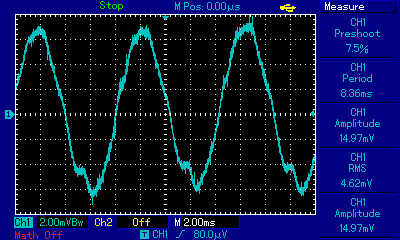 Stop
M Pos: 0.00μs
Measure
CH1
Preshoot
7.5%
CH1
Period
8.36ms
CH1
Amplitude
14.97mV
CH1
RMS
4.62mV
CH1
Amplitude
14.97mV
1
Ch1 2.00mVBw Ch2 Off M 2.00ms
Math Off T CH1 80.0μV